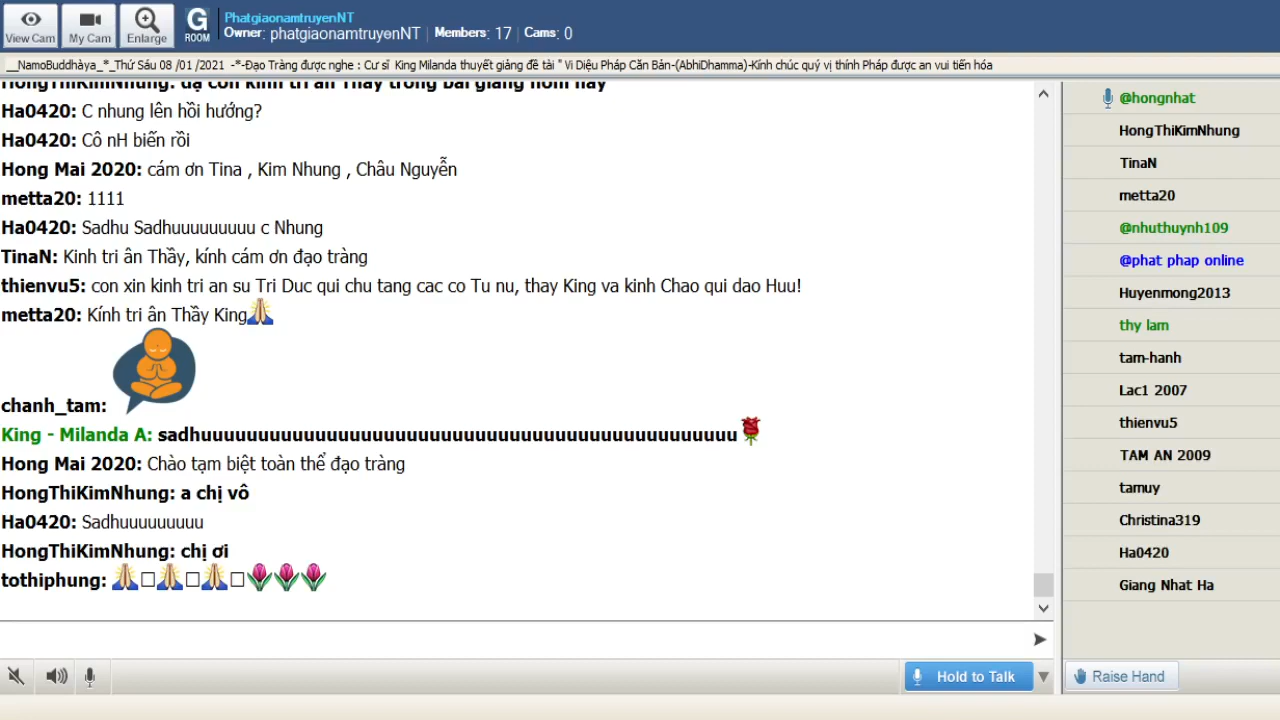 View Cam
My Cam
Enlarge
G
ROOM
PhatgiaonamtruyenNT
Owner: phatgiaonamtruyenNT | Members: 17 | Cams: 0
__NamoBuddhàya_*_Thứ Sáu 08 /01 /2021 -*-Đạo Tràng được nghe : Cư sĩ King Milanda thuyết giảng đề tài " Vi Diệu Pháp Căn Bản-(AbhiDhamma)-Kính chúc quý vị thính Pháp được an vui tiến hóa
HongThiKimNhung: dạ con kính tri ân Thầy trong bài giảng hôm nay
Ha0420: C nhung lên hồi hướng?
Ha0420: Cô nH biến rồi
Hong Mai 2020: cám ơn Tina , Kim Nhung , Châu Nguyễn
metta20: 1111
Ha0420: Sadhu Sadhuuuuuuuuu c Nhung
TinaN: Kinh tri ân Thầy, kính cám ơn đạo tràng
thienvu5: con xin kinh tri an su Tri Duc qui chu tang cac co Tu nu, thay King va kinh Chao qui dao Huu!
metta20: Kính tri ân Thầy King
chanh_tam:
King - Milanda A: sadhuuuuuuuuuuuuuuuuuuuuuuuuuuuuuuuuuuuuuuuuuuuuuuu
Hong Mai 2020: Chào tạm biệt toàn thể đạo tràng
HongThiKimNhung: a chị vô
Ha0420: Sadhuuuuuuuuu
HongThiKimNhung: chị ơi
tothiphung:
@hongnhat
HongThiKimNhung
TinaN
metta20
@nhuthuynh109
@phat phap online
Huyenmong2013
thy lam
tam-hanh
Lac1 2007
thienvu5
TAM AN 2009
tamuy
Christina319
Ha0420
Giang Nhat Ha
Hold to Talk
Raise Hand